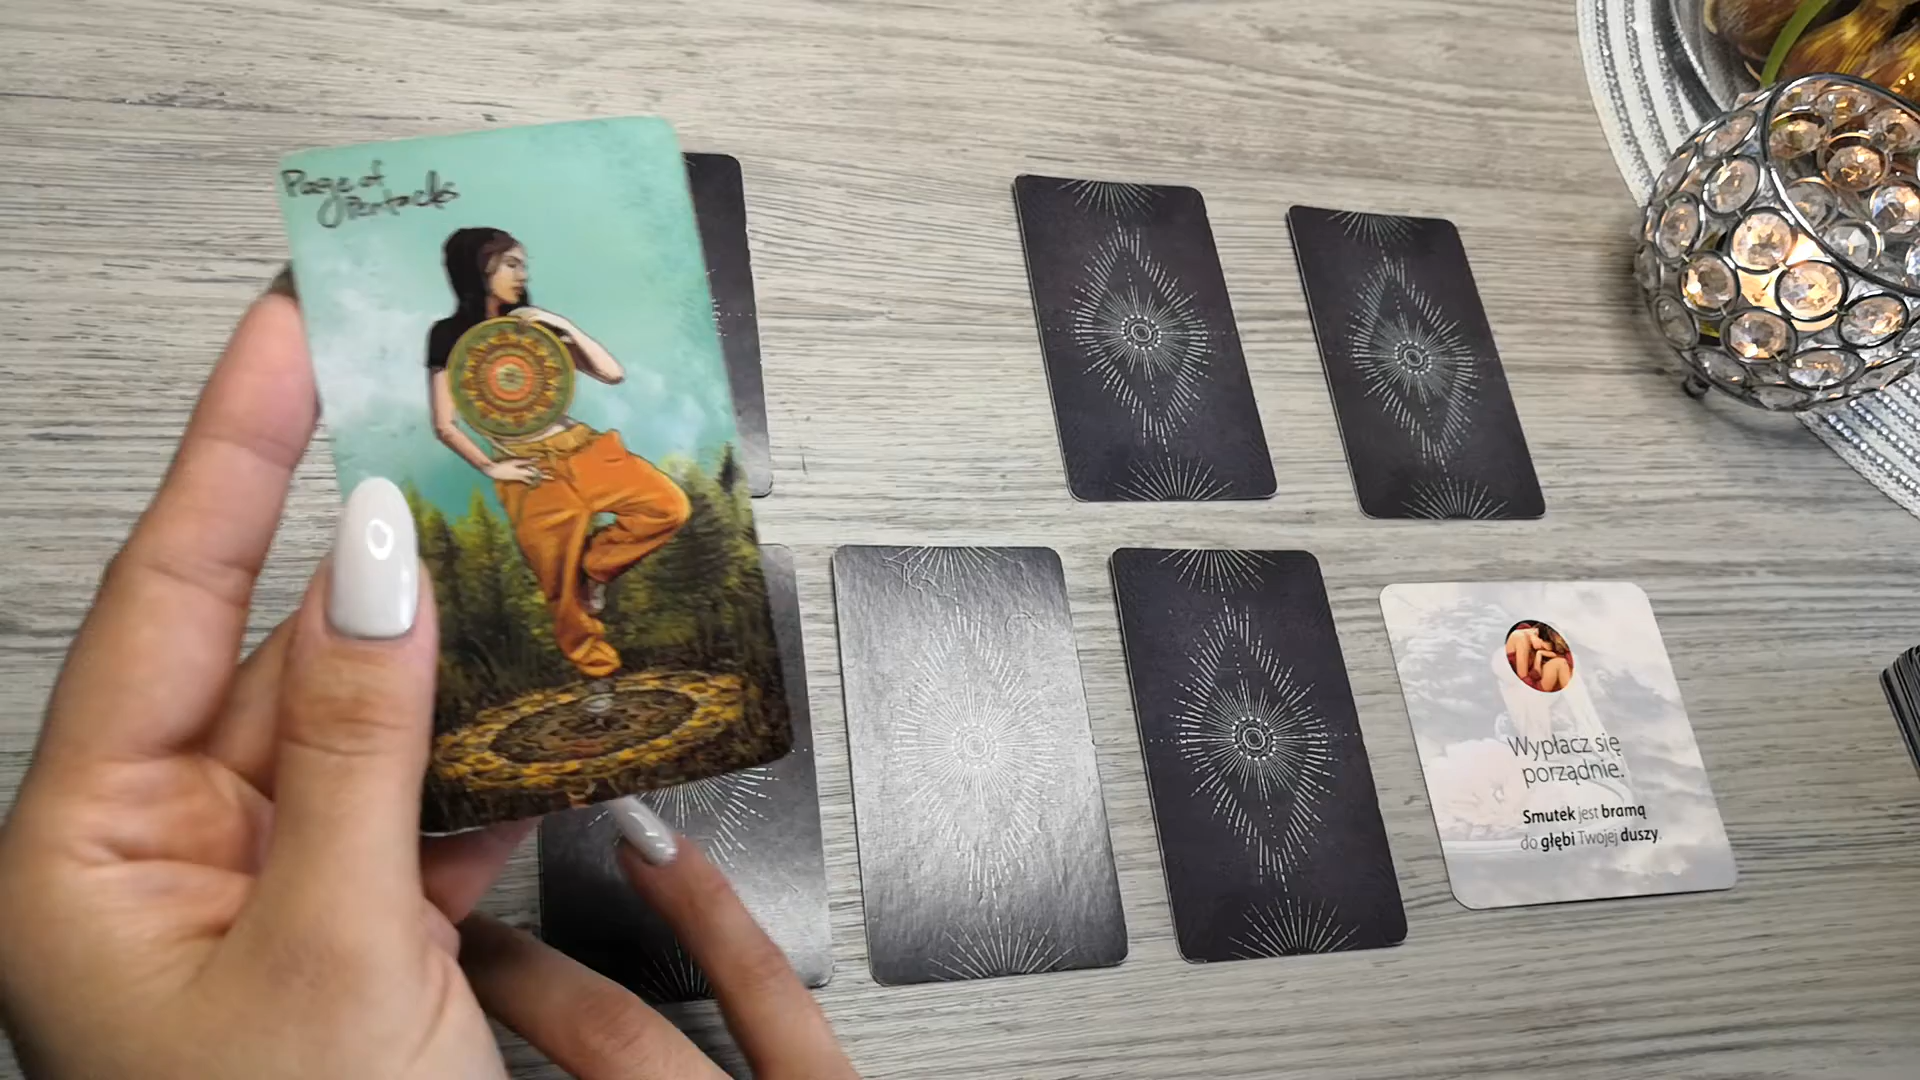 Page of
Pentacles
Wypłacz się
porządnie.
Smutek jest bramą
do głębi Twojej duszy.